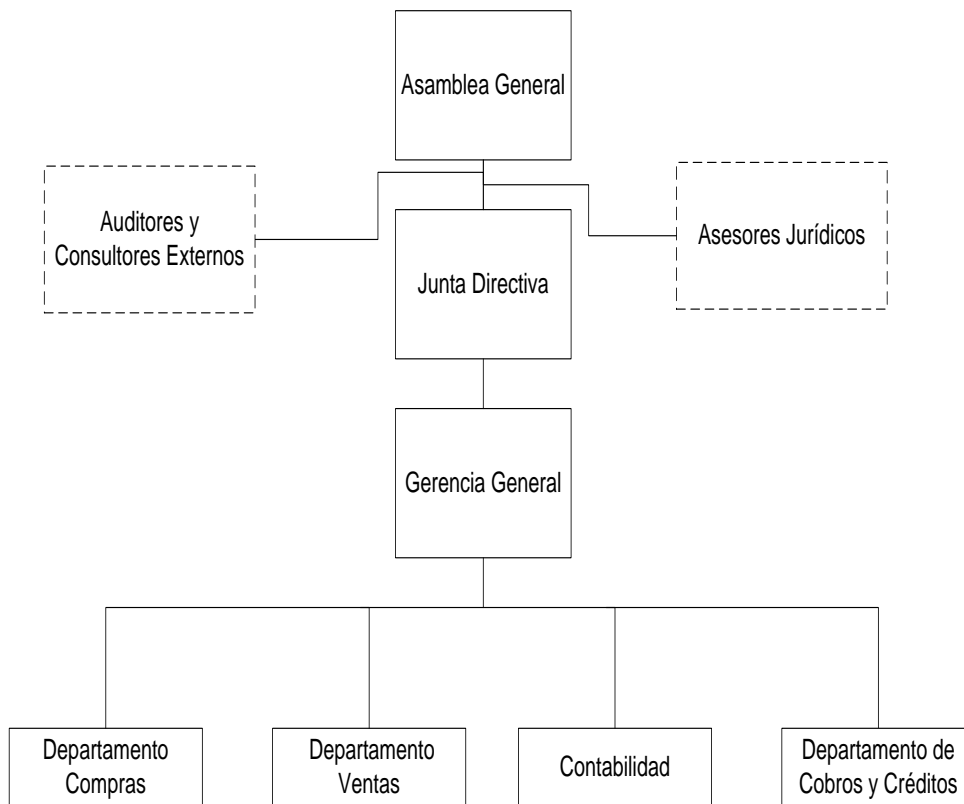 Asamblea General
Auditores y
Consultores Externos
Asesores Jurídicos
Junta Directiva
Gerencia General
Departamento
Compras
Departamento
Ventas
Contabilidad
Departamento de
Cobros y Créditos